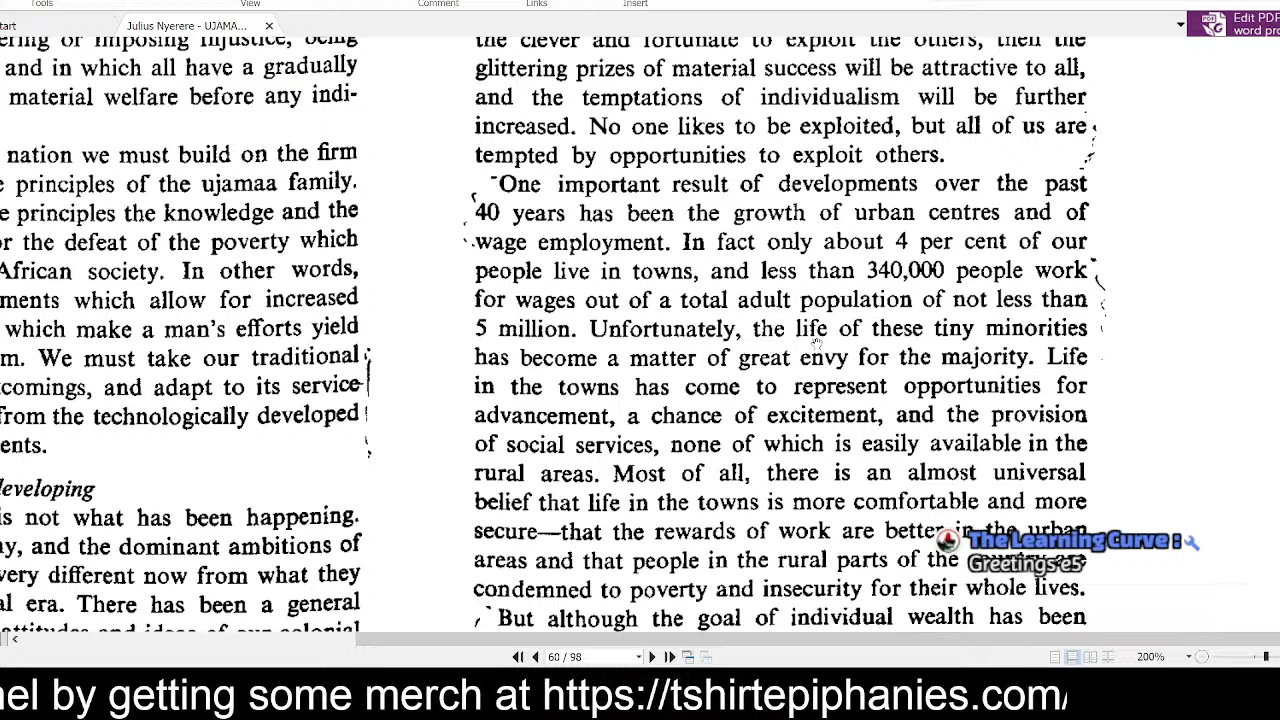 Tools View Comment Links Insert
tart Julius Nyerere - UJAMA... ×
Edit PDF
word pro
ering or imposing injustice, being
and in which all have a gradually
material welfare before any indi-
nation we must build on the firm
e principles of the ujamaa family.
e principles the knowledge and the
or the defeat of the poverty which
African society. In other words,
ments which allow for increased
which make a man's efforts yield
m. We must take our traditional
tcomings, and adapt to its service
from the technologically developed
ents.
developing
is not what has been happening.
y, and the dominant ambitions of
very different now from what they
al era. There has been a general
attitudes and ideas of our colonial
the clever and fortunate to exploit the others, then the
glittering prizes of material success will be attractive to all,
and the temptations of individualism will be further
increased. No one likes to be exploited, but all of us are
tempted by opportunities to exploit others.
One important result of developments over the past
40 years has been the growth of urban centres and of
wage employment. In fact only about 4 per cent of our
people live in towns, and less than 340,000 people work
for wages out of a total adult population of not less than
5 million. Unfortunately, the life of these tiny minorities
has become a matter of great envy for the majority. Life
in the towns has come to represent opportunities for
advancement, a chance of excitement, and the provision
of social services, none of which is easily available in the
rural areas. Most of all, there is an almost universal
belief that life in the towns is more comfortable and more
secure—that the rewards of work are better in the urban
areas and that people in the rural parts of the country are
condemned to poverty and insecurity for their whole lives.
But although the goal of individual wealth has been
The Learning Curve :
Greetings e5
60 / 98
200%
nel by getting some merch at https://tshirtepiphanies.com/